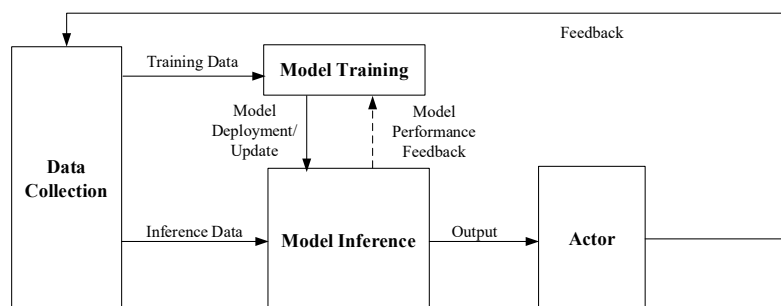 Feedback
Training Data
Model Training
Model
Deployment/
Update
Model
Performance
Feedback
Data
Collection
Inference Data
Model Inference
Output
Actor